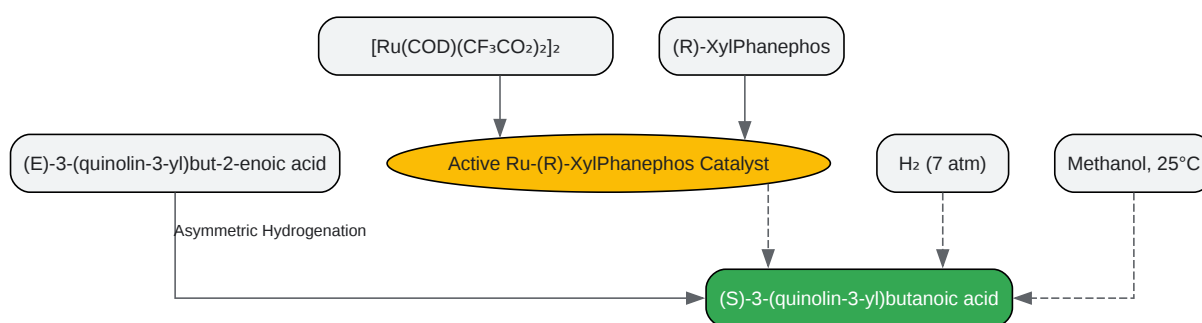 [Ru(COD)(CF₃CO₂)₂]₂
(R)-XylPhanephos
(E)-3-(quinolin-3-yl)but-2-enoic acid
Active Ru-(R)-XylPhanephos Catalyst
H₂ (7 atm)
Methanol, 25°C
Asymmetric Hydrogenation
(S)-3-(quinolin-3-yl)butanoic acid